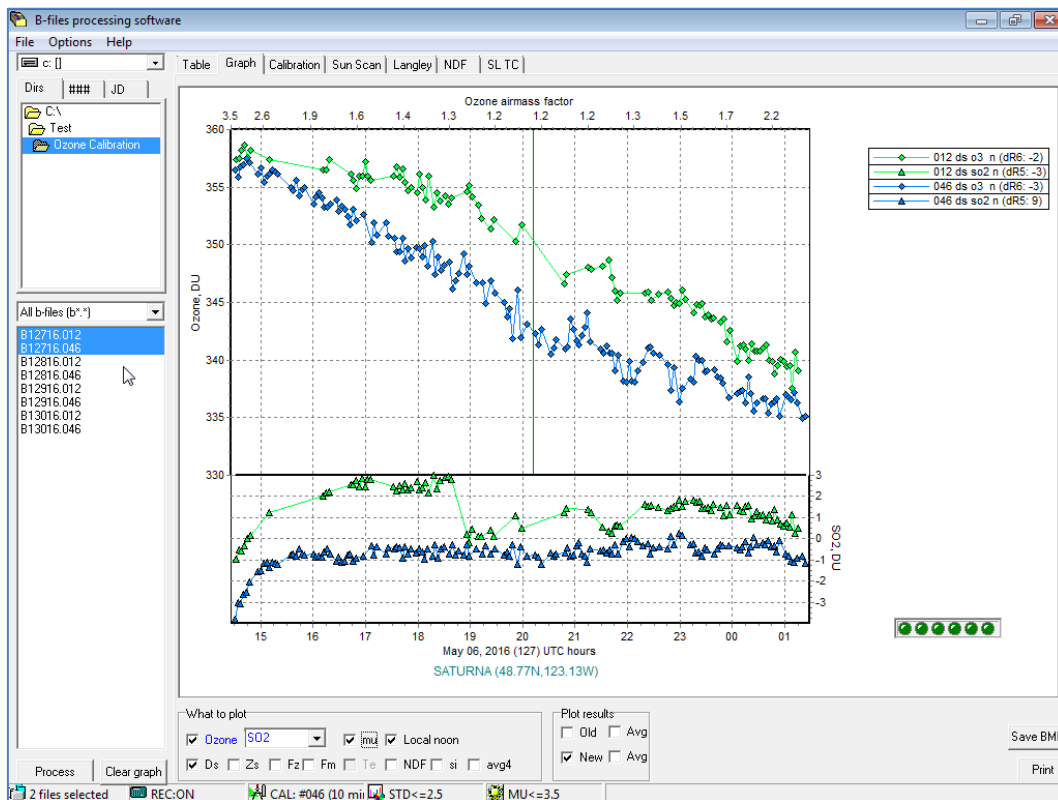 B-files processing software
File Options Help
c: []
Dirs ### JD
C:\
Test
Ozone Calibration
All b-files (b*.*)
B12716.012
B12716.046
B12816.012
B12816.046
B12916.012
B12916.046
B13016.012
B13016.046
Process Clear graph
Table Graph Calibration Sun Scan Langley NDF SL TC
Ozone airmass factor
3.5 2.6 1.9 1.6 1.4 1.3 1.2 1.2 1.2 1.3 1.5 1.7 2.2
360
355
350
345
340
335
330
Ozone, DU
3
2
1
0
-1
-2
-3
SO2, DU
15 16 17 18 19 20 21 22 23 00 01
May 06, 2016 (127) UTC hours
SATURNA (48.77N,123.13W)
012 ds o3 n (dR6: -2)
012 ds so2 n (dR5: -3)
046 ds o3 n (dR6: -3)
046 ds so2 n (dR5: 9)
What to plot
Ozone SO2 mu Local noon
Ds Zs Fz Fm Te NDF si avg4
Plot results
Old Avg
New Avg
Save BM
Print
2 files selected REC:ON CAL: #046 (10 mi STD<=2.5 MU<=3.5